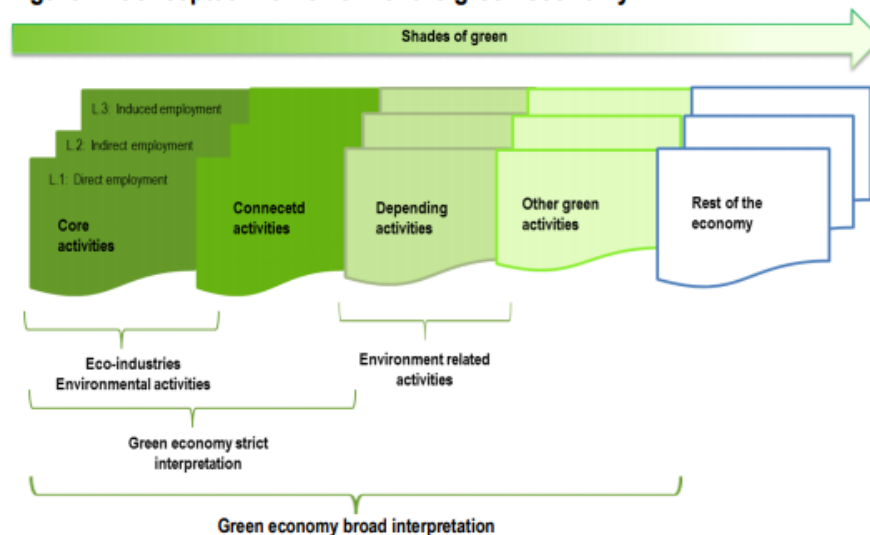 Shades of green
L.3: Induced employment
L.2: Indirect employment
L.1: Direct employment
Core
activities
Connecetd
activities
Depending
activities
Other green
activities
Rest of the
economy
Eco-industries
Environmental activities
Environment related
activities
Green economy strict
interpretation
Green economy broad interpretation